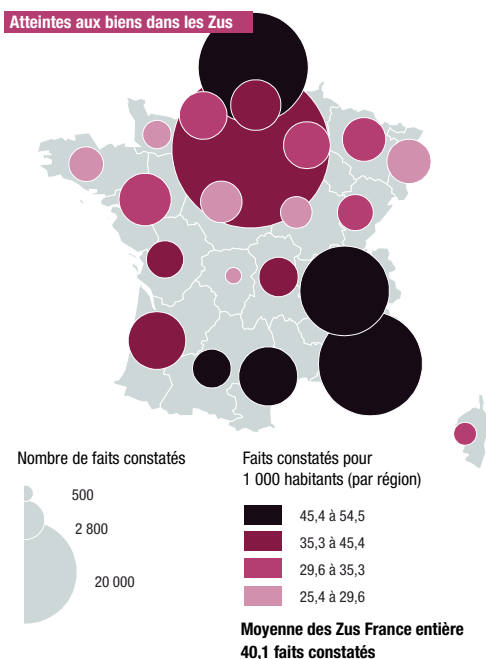 Atteintes aux biens dans les Zus
Nombre de faits constatés
500
2 800
20 000
Faits constatés pour
1 000 habitants (par région)
45,4 à 54,5
35,3 à 45,4
29,6 à 35,3
25,4 à 29,6
Moyenne des Zus France entière
40,1 faits constatés